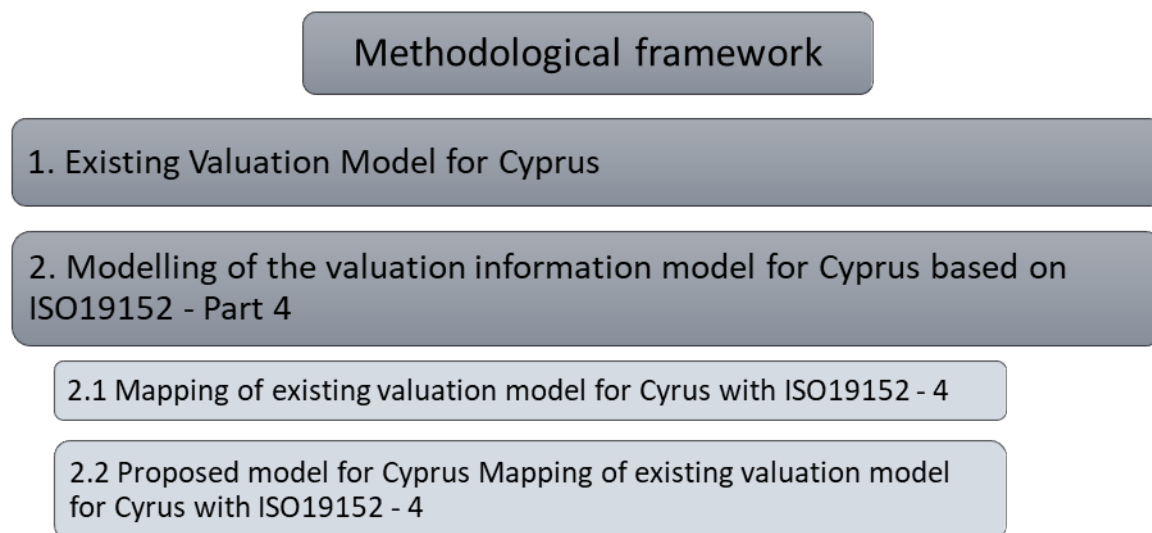 Methodological framework
1. Existing Valuation Model for Cyprus
2. Modelling of the valuation information model for Cyprus based on
ISO19152 - Part 4
2.1 Mapping of existing valuation model for Cyrus with ISO19152 - 4
2.2 Proposed model for Cyprus Mapping of existing valuation model
for Cyrus with ISO19152 - 4